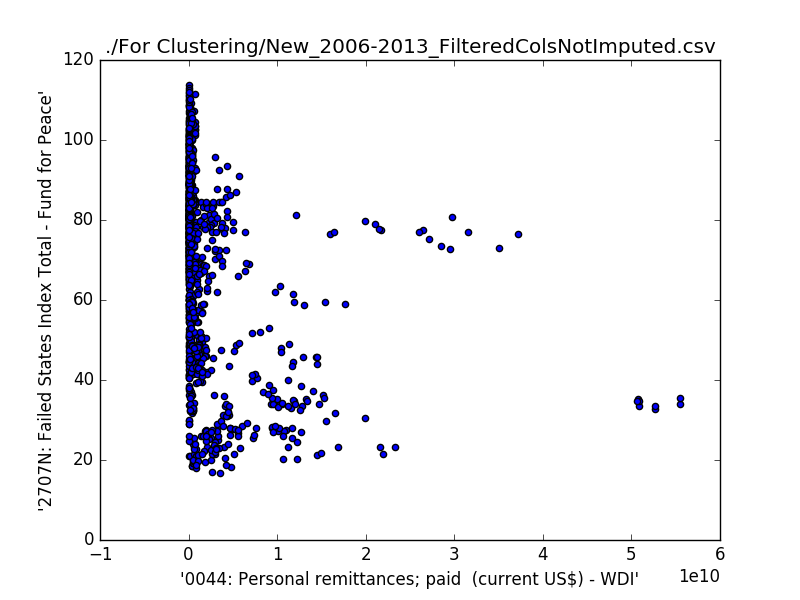 ./For Clustering/New_2006-2013_FilteredColsNotImputed.csv
120
100
80
60
40
20
0
'2707N: Failed States Index Total - Fund for Peace'
−1 0 1 2 3 4 5 6
1e10
'0044: Personal remittances; paid  (current US$) - WDI'